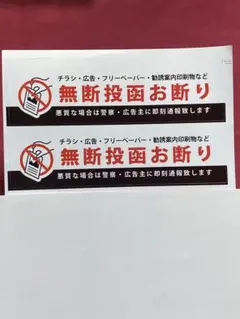 チラシ・広告・フリーペーパー・勧誘案内印刷物など
無断投函お断り
悪質な場合は警察・広告主に即刻通報致します
チラシ・広告・フリーペーパー・勧誘案内印刷物など
無断投函お断り
悪質な場合は警察・広告主に即刻通報致します